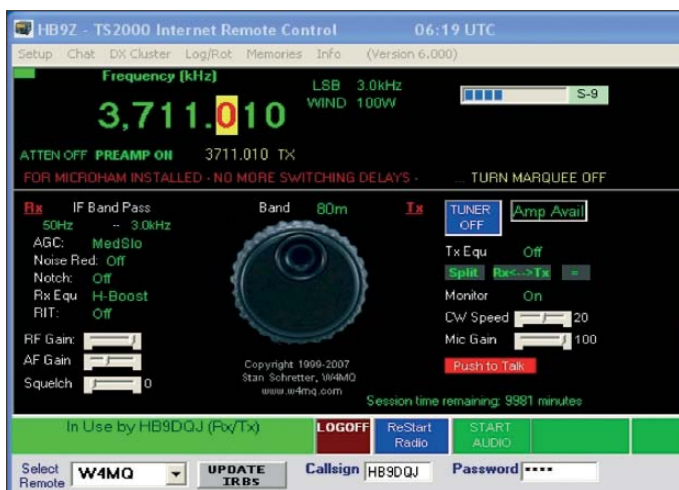 HB9Z - TS2000 Internet Remote Control 06:19 UTC
Setup Chat DX Cluster Log/Rot Memories Info (Version 6.000)
Frequency (kHz)
LSB 3.0kHz
3,711.010 WIND 100W S-9
ATTEN OFF PREAMP ON 3711.010 TX
FOR MICROHAM INSTALLED - NO MORE SWITCHING DELAYS - ... TURN MARQUEE OFF
Rx IF Band Pass Band 80m Tx TUNER OFF Amp Avail
50Hz -- 3.0kHz
AGC: MedSlo
Noise Red: Off Tx Equ Off
Notch: Off Split Rx<-->Tx =
Rx Equ H-Boost Monitor On
RIT: Off CW Speed 20
RF Gain: Mic Gain 100
AF Gain Push to Talk
Squelch 0
Copyright 1999-2007
Stan Schretter, W4MQ
www.w4mq.com
Session time remaining: 9981 minutes
In Use by HB9DQJ (Rx/Tx) LOGOFF ReStart Radio START AUDIO
Select Remote W4MQ UPDATE IRBS Callsign HB9DQJ Password ****